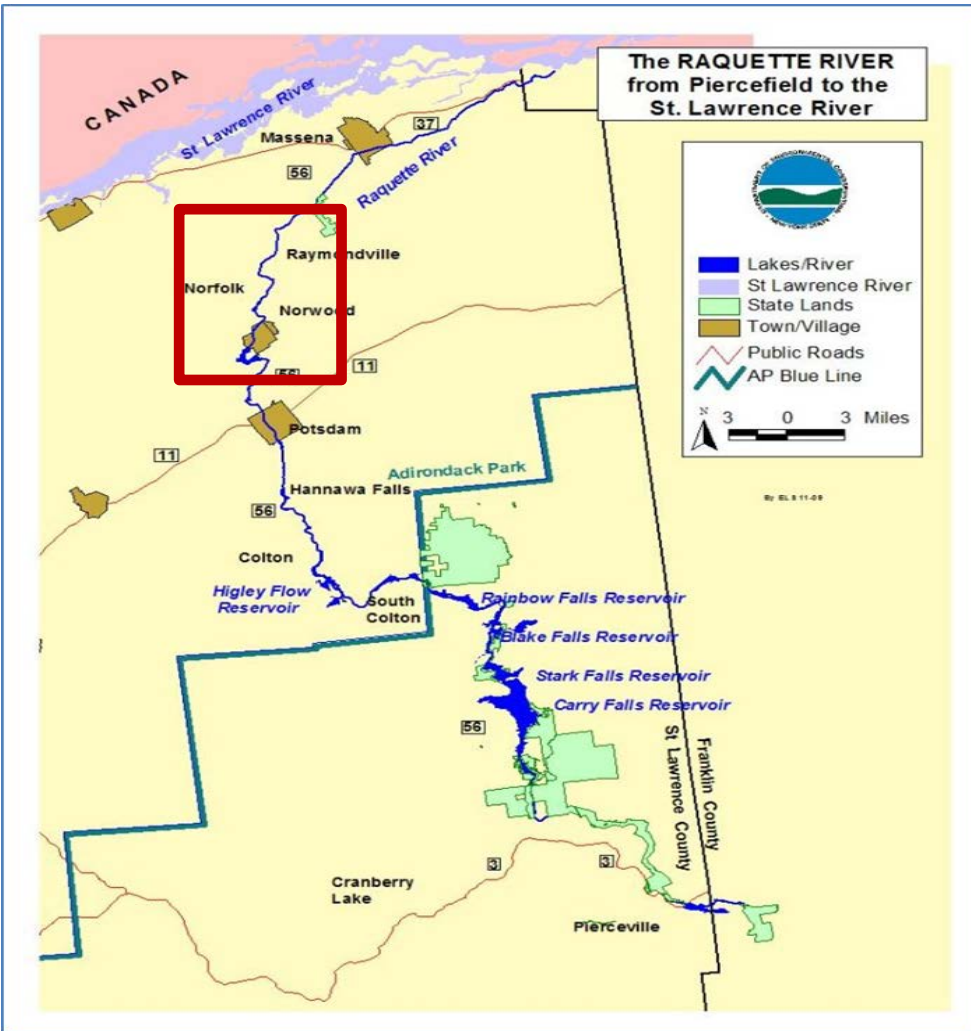 The RAQUETTE RIVER
from Piercefield to the
St. Lawrence River
CANADA
St Lawrence River
Massena
37
56
Raquette River
Raymondville
Norfolk
Norwood
56
11
Potsdam
11
Adirondack Park
Hannawa Falls
56
Colton
Higley Flow
Reservoir
South
Colton
Rainbow Falls Reservoir
Blake Falls Reservoir
Stark Falls Reservoir
Carry Falls Reservoir
56
Franklin County
St Lawrence County
3
3
Cranberry
Lake
Pierceville
Lakes/River
St Lawrence River
State Lands
Town/Village
Public Roads
AP Blue Line
N
3 0 3 Miles